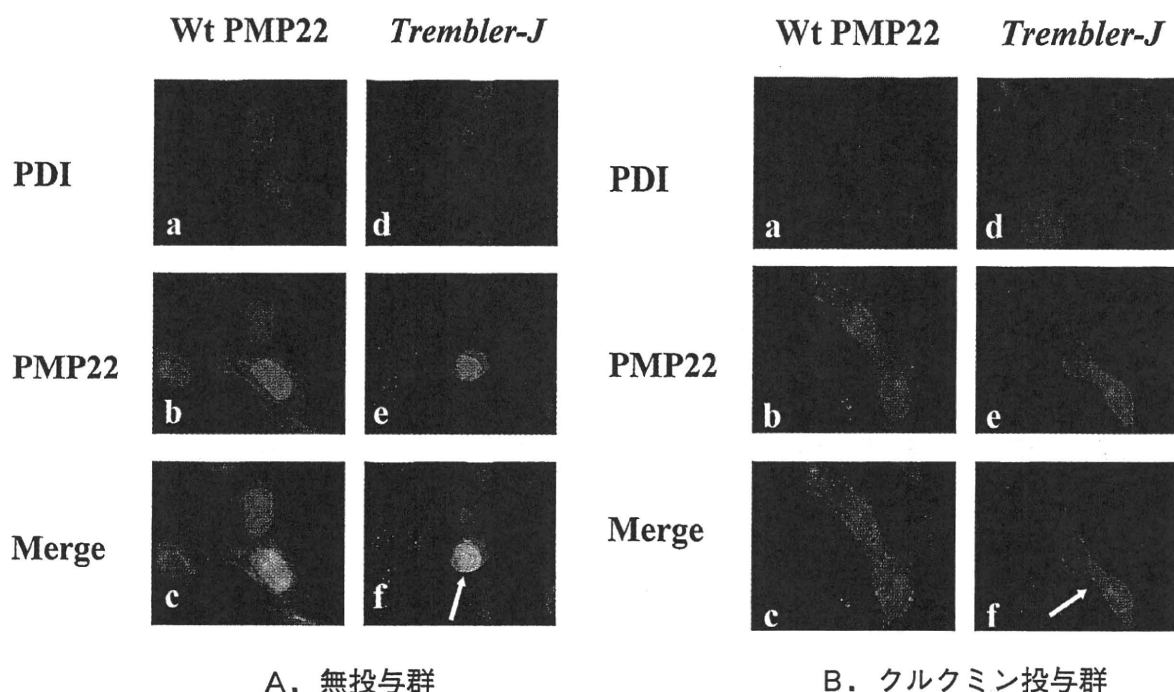 Wt PMP22 Trembler-J
PDI
a d
PMP22
b e
Merge
c f
A. 無投与群
Wt PMP22 Trembler-J
PDI
a d
PMP22
b e
Merge
c f
B. クルクミン投与群